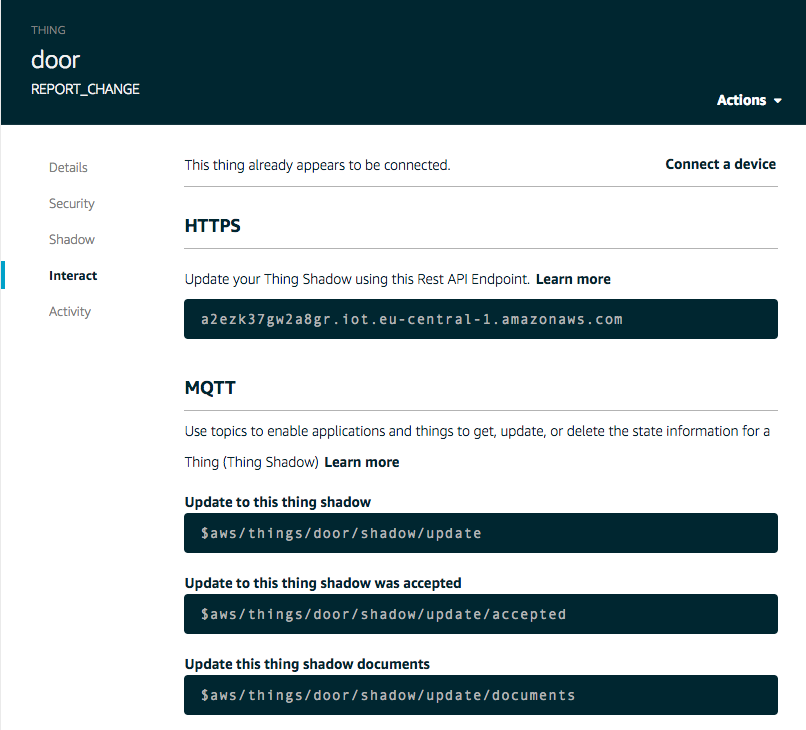 THING
door
REPORT_CHANGE
Actions
Details
Security
Shadow
Interact
Activity
This thing already appears to be connected.
Connect a device
HTTPS
Update your Thing Shadow using this Rest API Endpoint. Learn more
a2ezk37gw2a8gr.iot.eu-central-1.amazonaws.com
MQTT
Use topics to enable applications and things to get, update, or delete the state information for a
Thing (Thing Shadow) Learn more
Update to this thing shadow
$aws/things/door/shadow/update
Update to this thing shadow was accepted
$aws/things/door/shadow/update/accepted
Update this thing shadow documents
$aws/things/door/shadow/update/documents